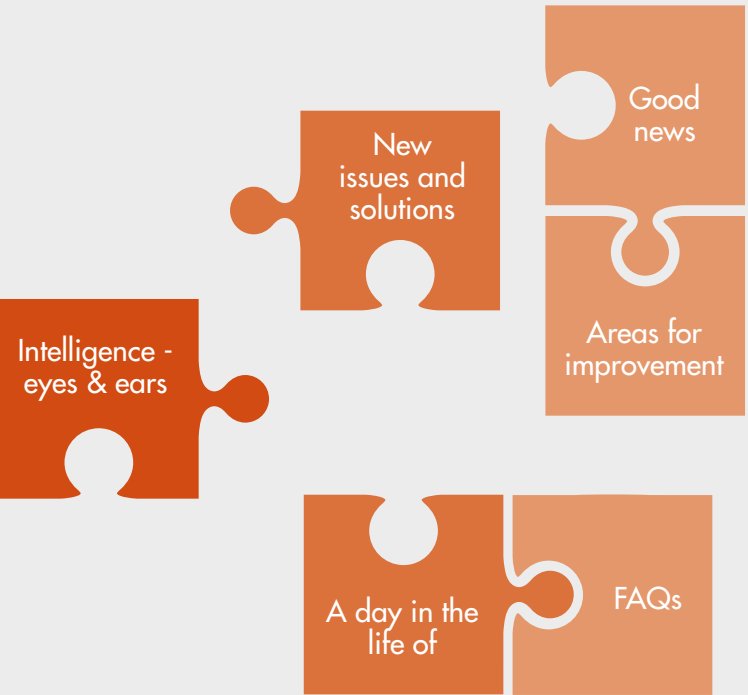 Good
news
New
issues and
solutions
Areas for
improvement
Intelligence -
eyes & ears
A day in the
life of
FAQs